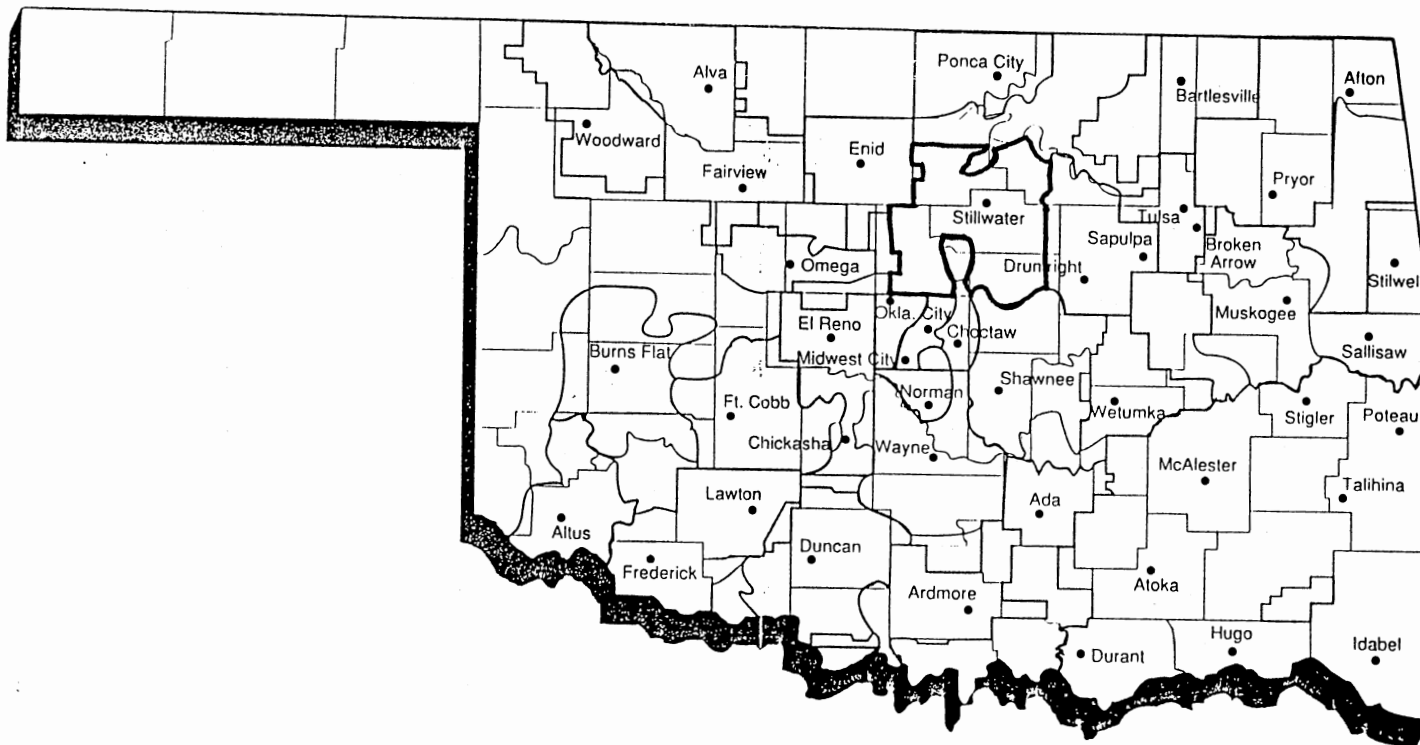 Ponca City
Alva
Afton
Bartlesville
Woodward
Enid
Fairview
Pryor
Stillwater
Tulsa
Sapulpa
Broken
Arrow
Omega
Drumright
Stilwel
Okla. City
Muskogee
El Reno
Choctaw
Burns Flat
Midwest City
Sallisaw
Shawnee
Norman
Ft. Cobb
Wetumka
Stigler
Poteau
Chickasha
Wayne
McAlester
Lawton
Talihina
Ada
Altus
Duncan
Frederick
Atoka
Ardmore
Hugo
Idabel
Durant